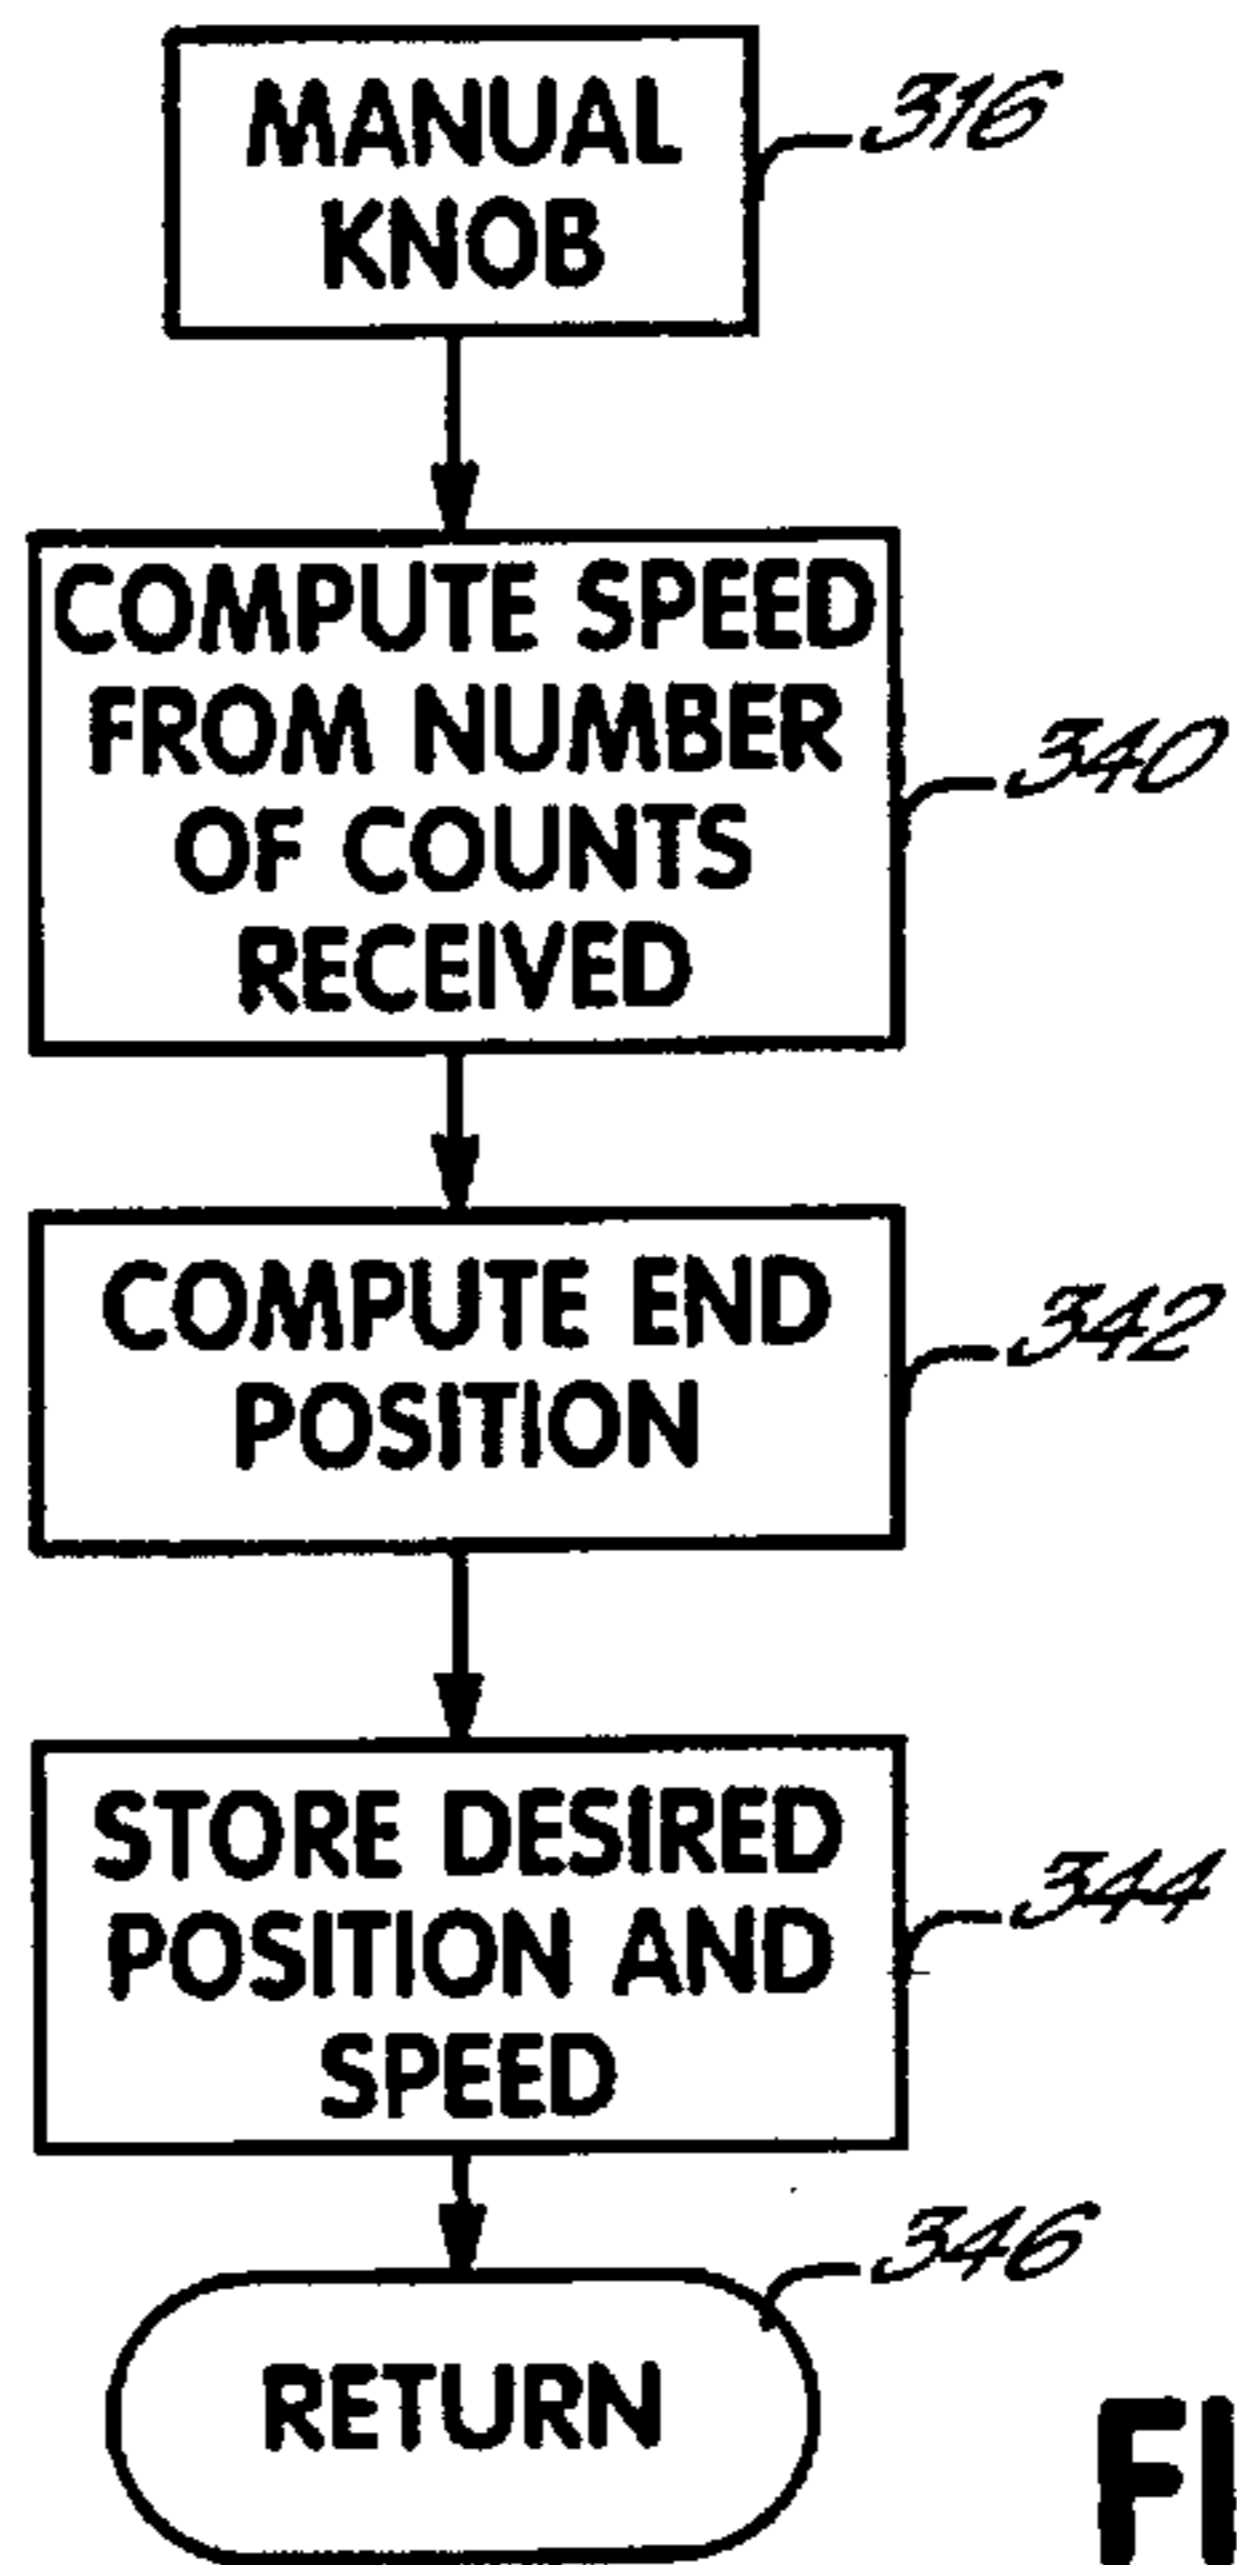 MANUAL
KNOB
316
COMPUTE SPEED
FROM NUMBER
OF COUNTS
RECEIVED
340
COMPUTE END
POSITION
342
STORE DESIRED
POSITION AND
SPEED
344
346
RETURN
FI